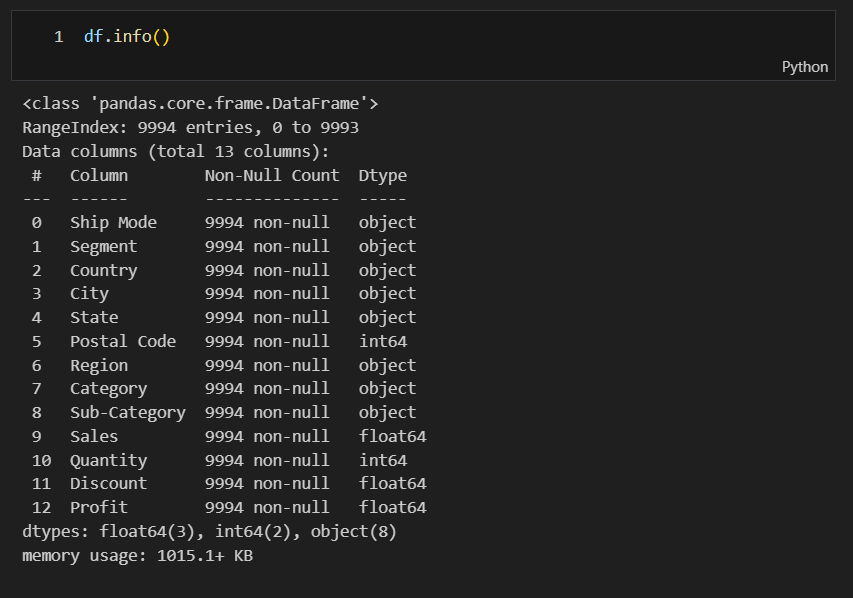 1 df.info()
Python
<class 'pandas.core.frame.DataFrame'>
RangeIndex: 9994 entries, 0 to 9993
Data columns (total 13 columns):
 #   Column        Non-Null Count  Dtype
---  ------        --------------  -----
 0   Ship Mode     9994 non-null   object
 1   Segment       9994 non-null   object
 2   Country       9994 non-null   object
 3   City          9994 non-null   object
 4   State         9994 non-null   object
 5   Postal Code   9994 non-null   int64
 6   Region        9994 non-null   object
 7   Category      9994 non-null   object
 8   Sub-Category  9994 non-null   object
 9   Sales         9994 non-null   float64
 10  Quantity      9994 non-null   int64
 11  Discount      9994 non-null   float64
 12  Profit        9994 non-null   float64
dtypes: float64(3), int64(2), object(8)
memory usage: 1015.1+ KB